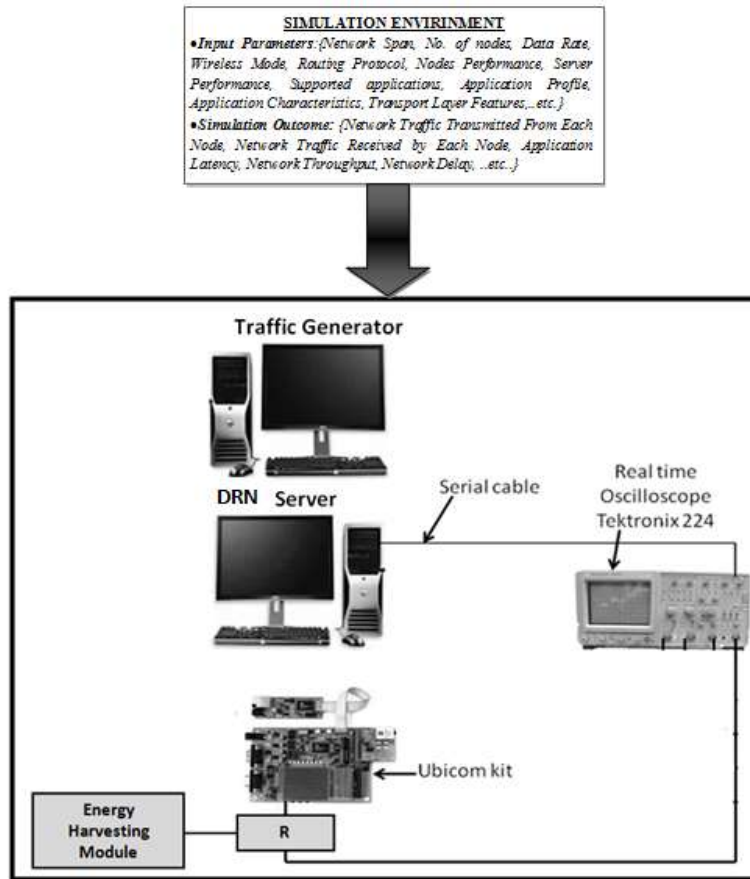 SIMULATION ENVIRINMENT
•Input Parameters:{Network Span, No. of nodes, Data Rate,
Wireless Mode, Routing Protocol, Nodes Performance, Server
Performance, Supported applications, Application Profile,
Application Characteristics, Transport Layer Features,..etc.}
•Simulation Outcome: {Network Traffic Transmitted From Each
Node, Network Traffic Received by Each Node, Application
Latency, Network Throughput, Network Delay, ..etc..}
Traffic Generator
DRN Server
Serial cable
Real time
Oscilloscope
Tektronix 224
Ubicom kit
Energy
Harvesting
Module
R